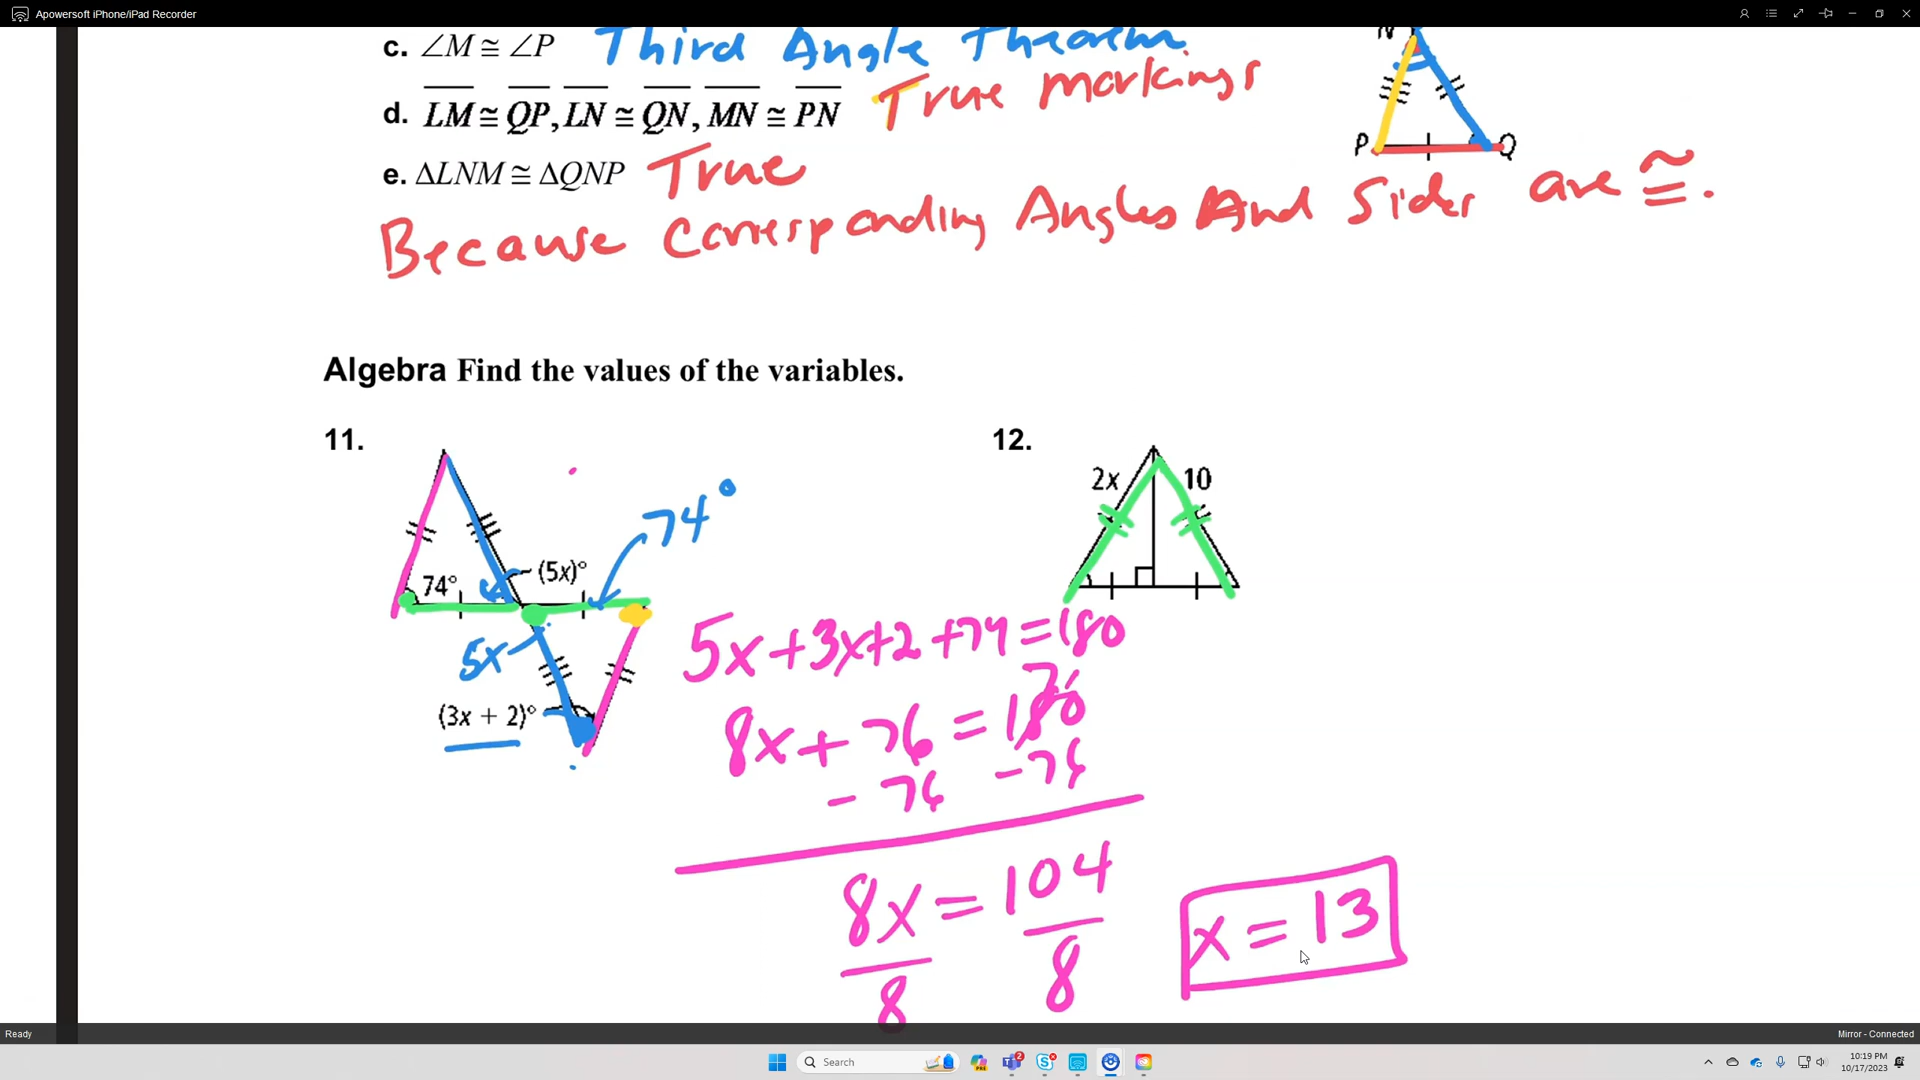 Apowersoft iPhone/iPad Recorder
c. ∠M ≅ ∠P Third Angle Theorem
d. LM ≅ QP, LN ≅ QN, MN ≅ PN True markings
e. ΔLNM ≅ ΔQNP True
Because Corresponding Angles And Sides are ≅.
N
P
Q
Algebra Find the values of the variables.
11.
74°
(5x)°
74°
5x
(3x + 2)°
12.
2x
10
5x+3x+2+74=180
8x + 76 = 180
- 76 - 76
8x = 104
8 8
x = 13
Ready
Mirror - Connected
Search
2
10:19 PM
10/17/2023